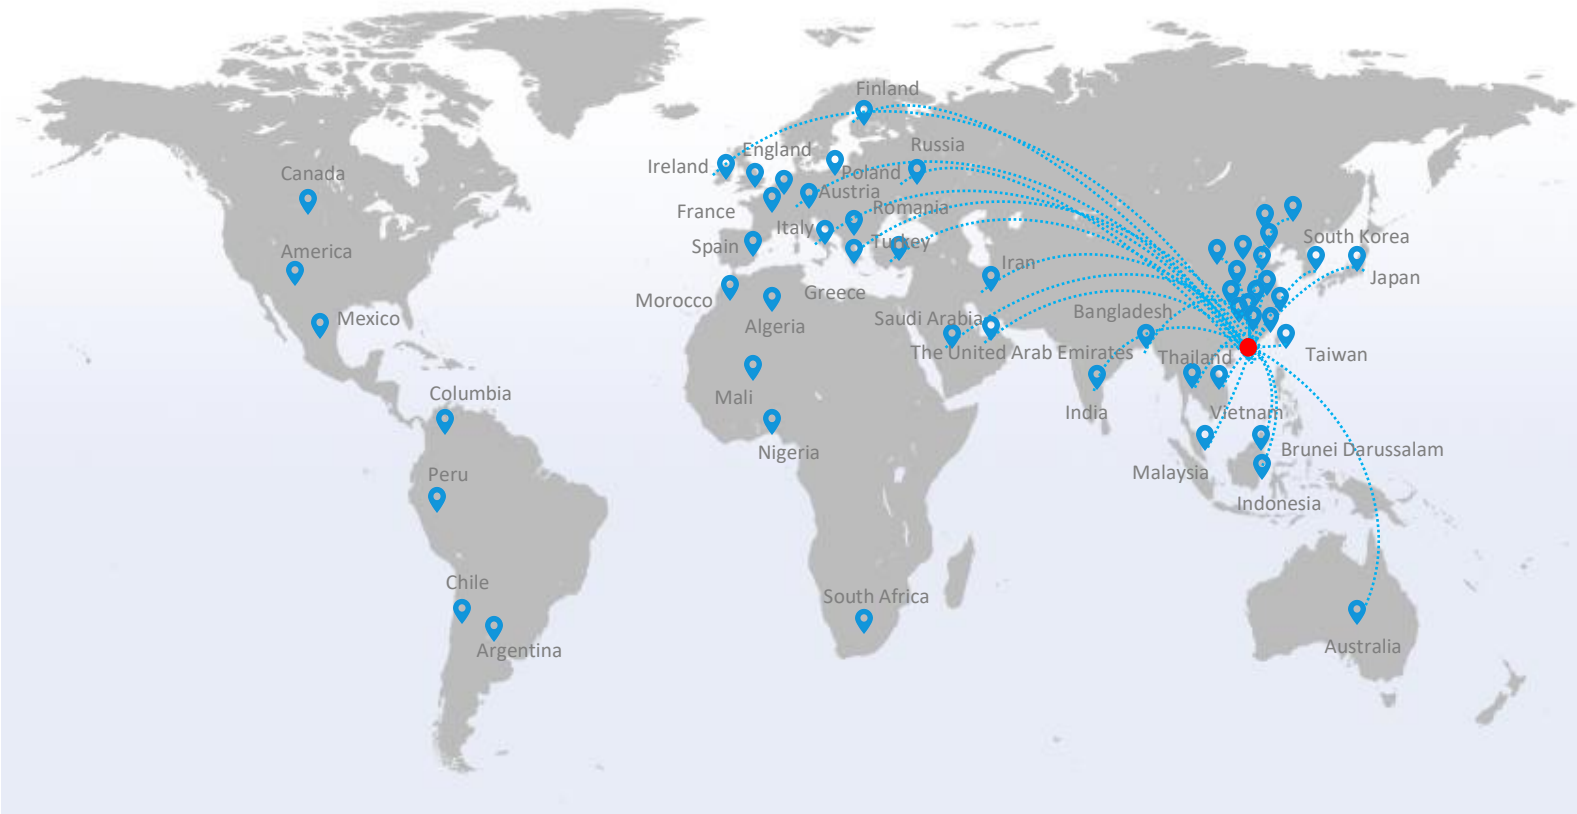 Finland
England
Russia
Ireland
Poland
Canada
Austria
France
Romania
Italy
South Korea
Spain
Turkey
America
Iran
Japan
Greece
Morocco
Bangladesh
Mexico
Saudi Arabia
Algeria
The United Arab Emirates
Thailand
Taiwan
Columbia
Mali
India
Vietnam
Nigeria
Brunei Darussalam
Peru
Malaysia
Indonesia
Chile
South Africa
Argentina
Australia